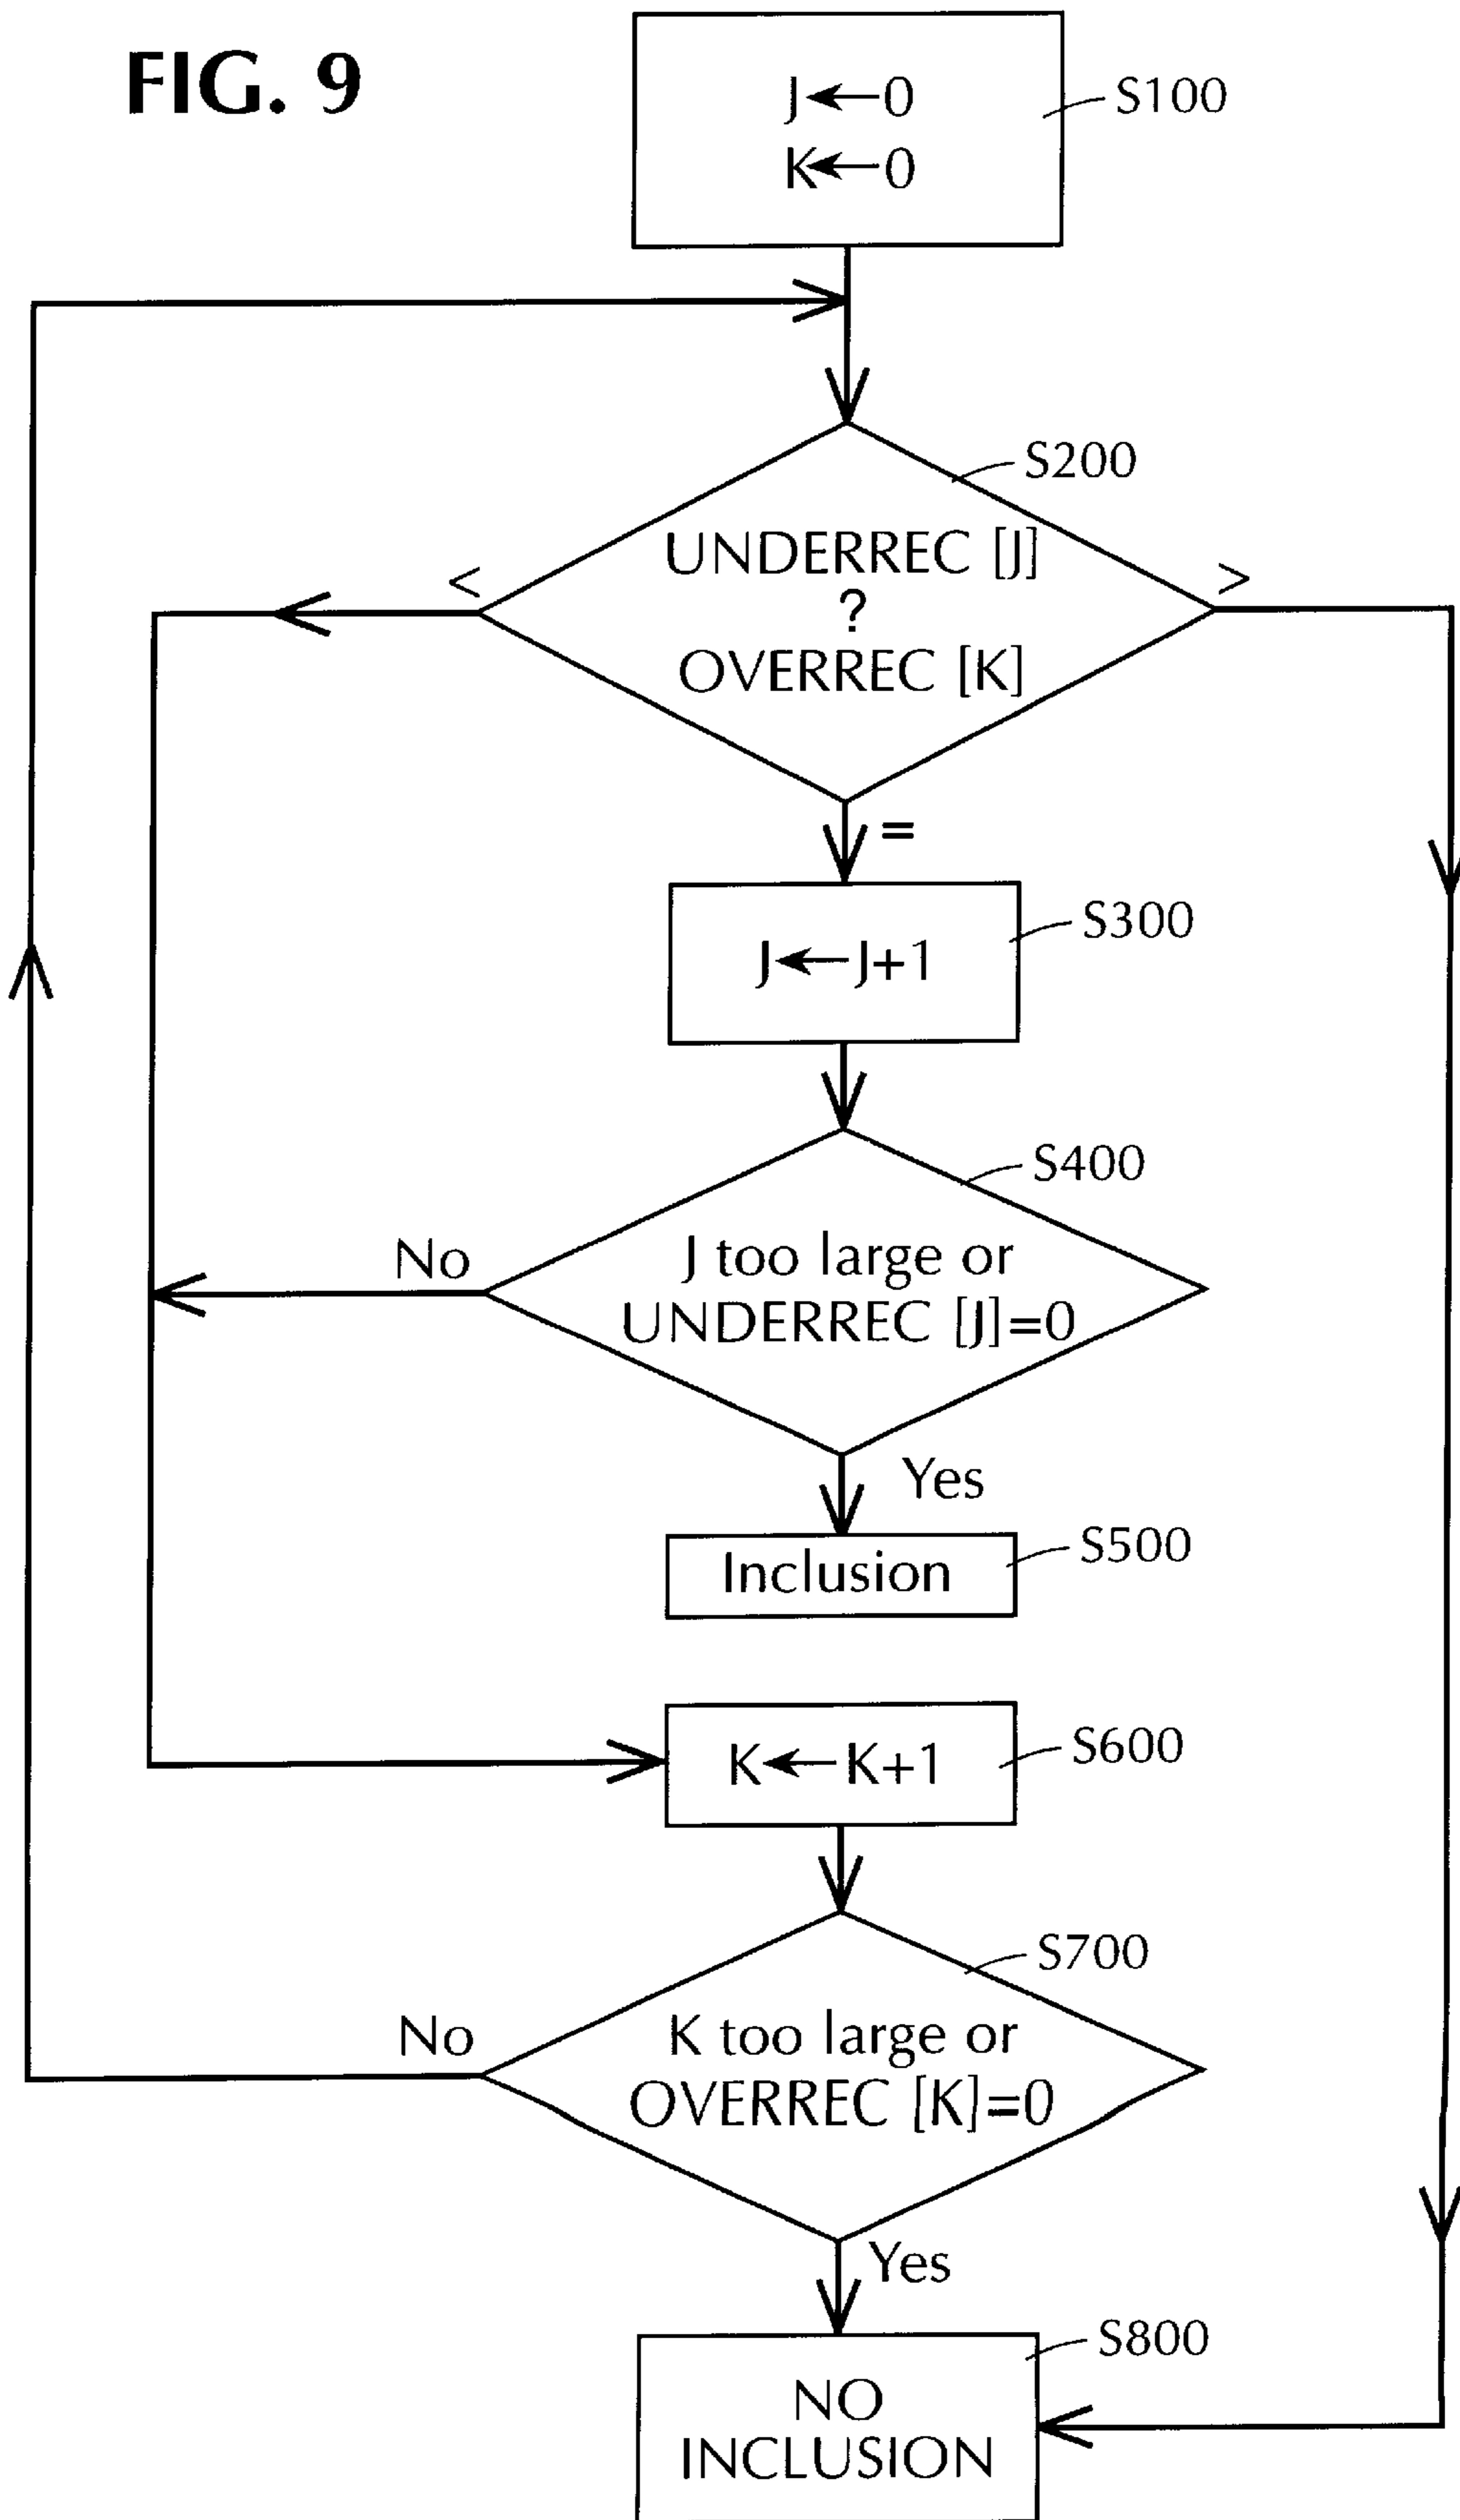 FIG. 9
J←0
K←0
S100
S200
<
UNDERREC [J]
?
OVERREC [K]
>
=
S300
J←J+1
S400
No
J too large or
UNDERREC [J]=0
Yes
S500
Inclusion
S600
K←K+1
S700
No
K too large or
OVERREC [K]=0
Yes
S800
NO
INCLUSION